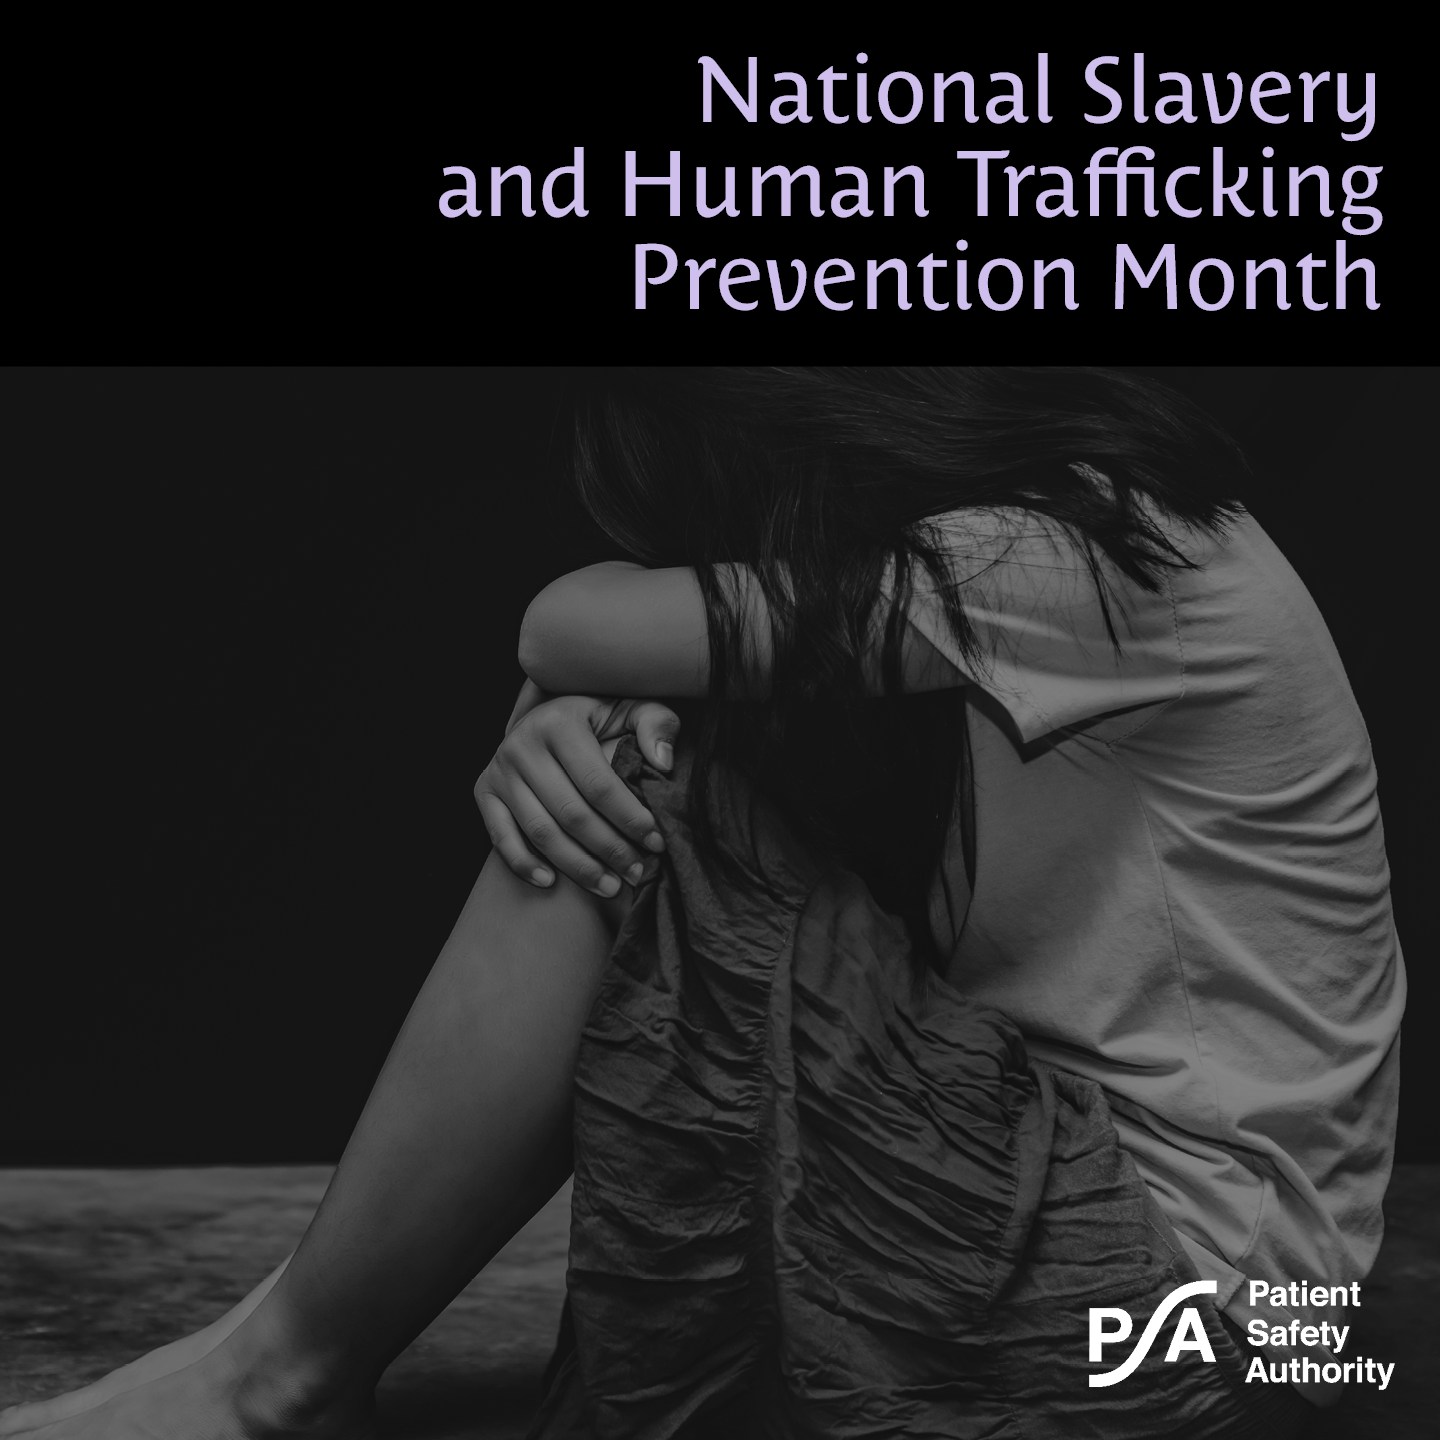 National Slavery
and Human Trafficking
Prevention Month
PSA
Patient
Safety
Authority